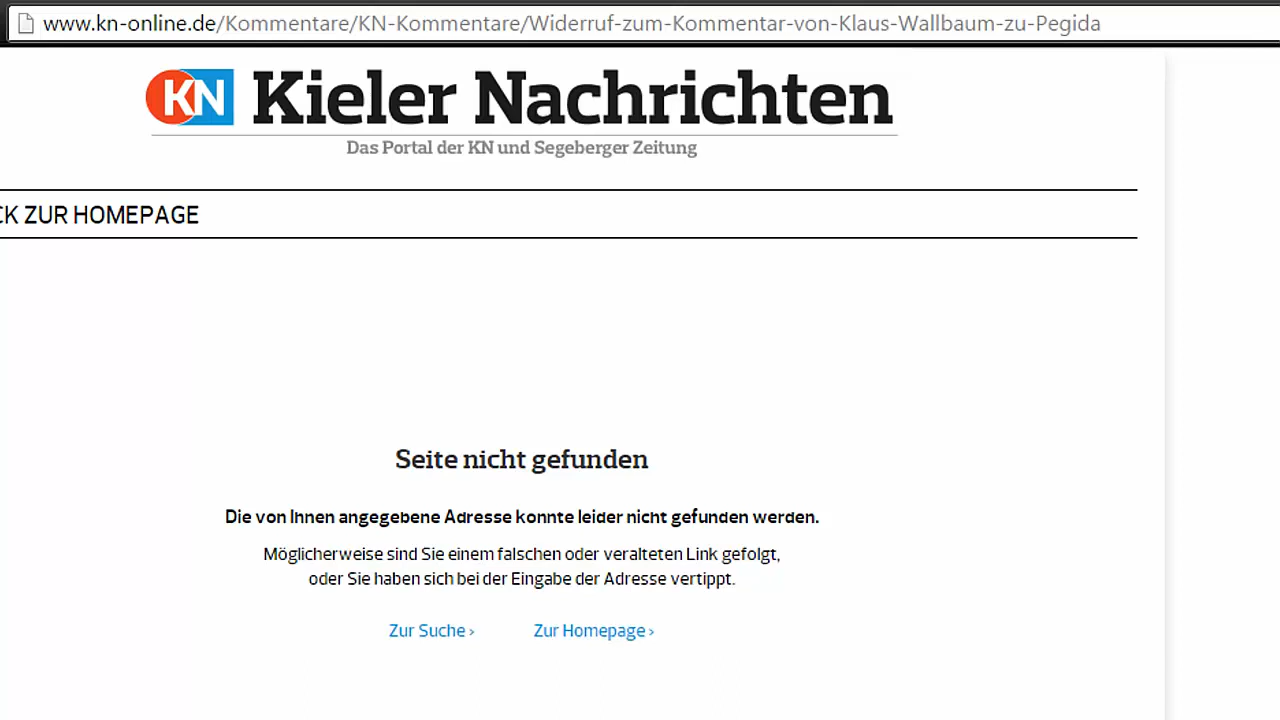 www.kn-online.de/Kommentare/KN-Kommentare/Widerruf-zum-Kommentar-von-Klaus-Wallbaum-zu-Pegida
KN Kieler Nachrichten
Das Portal der KN und Segeberger Zeitung
CK ZUR HOMEPAGE
Seite nicht gefunden
Die von Ihnen angegebene Adresse konnte leider nicht gefunden werden.
Möglicherweise sind Sie einem falschen oder veralteten Link gefolgt,
oder Sie haben sich bei der Eingabe der Adresse vertippt.
Zur Suche › Zur Homepage ›